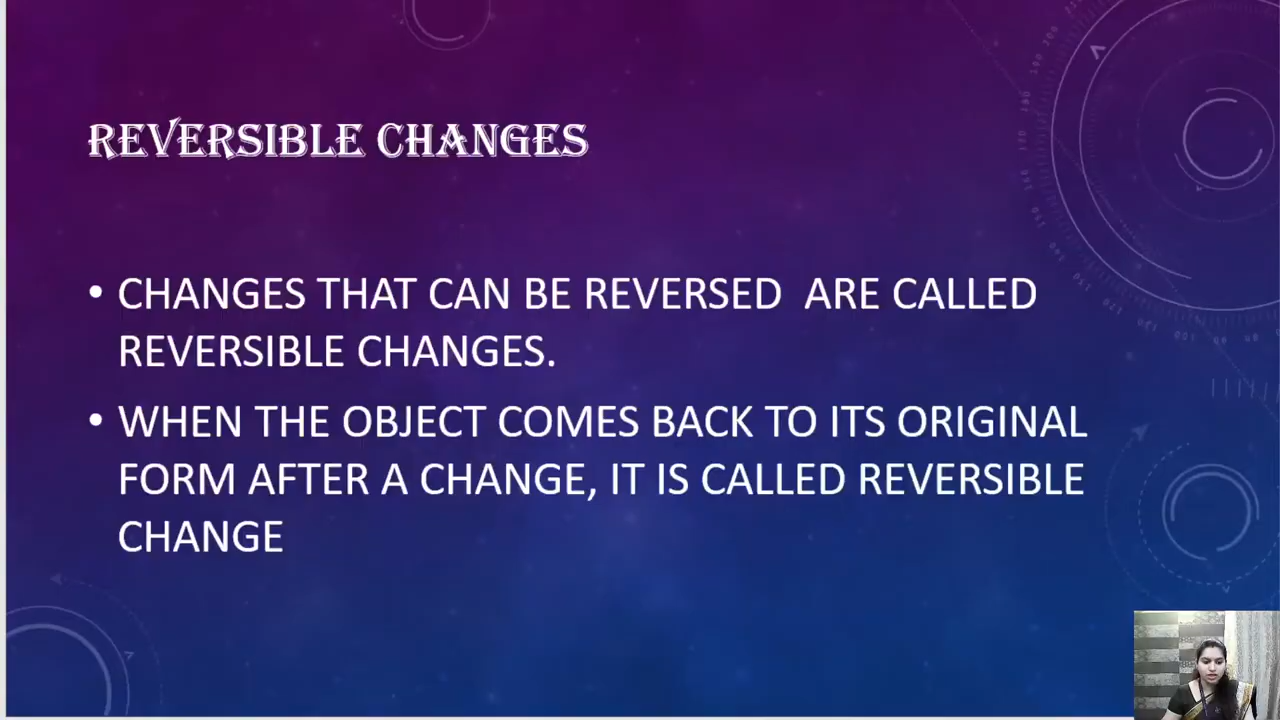 REVERSIBLE CHANGES
• CHANGES THAT CAN BE REVERSED  ARE CALLED
REVERSIBLE CHANGES.
• WHEN THE OBJECT COMES BACK TO ITS ORIGINAL
FORM AFTER A CHANGE, IT IS CALLED REVERSIBLE
CHANGE